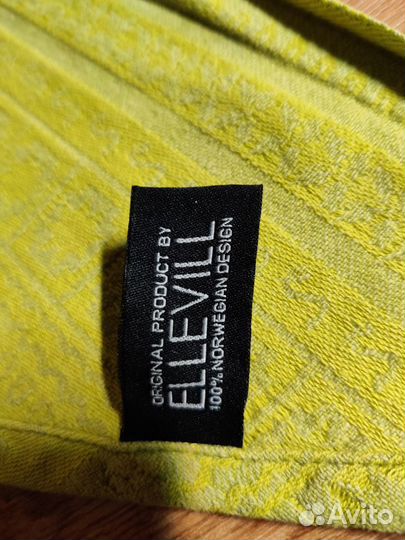 ORIGINAL PRODUCT BY
ELLEVILL
100% NORWEGIAN DESIGN
Avito